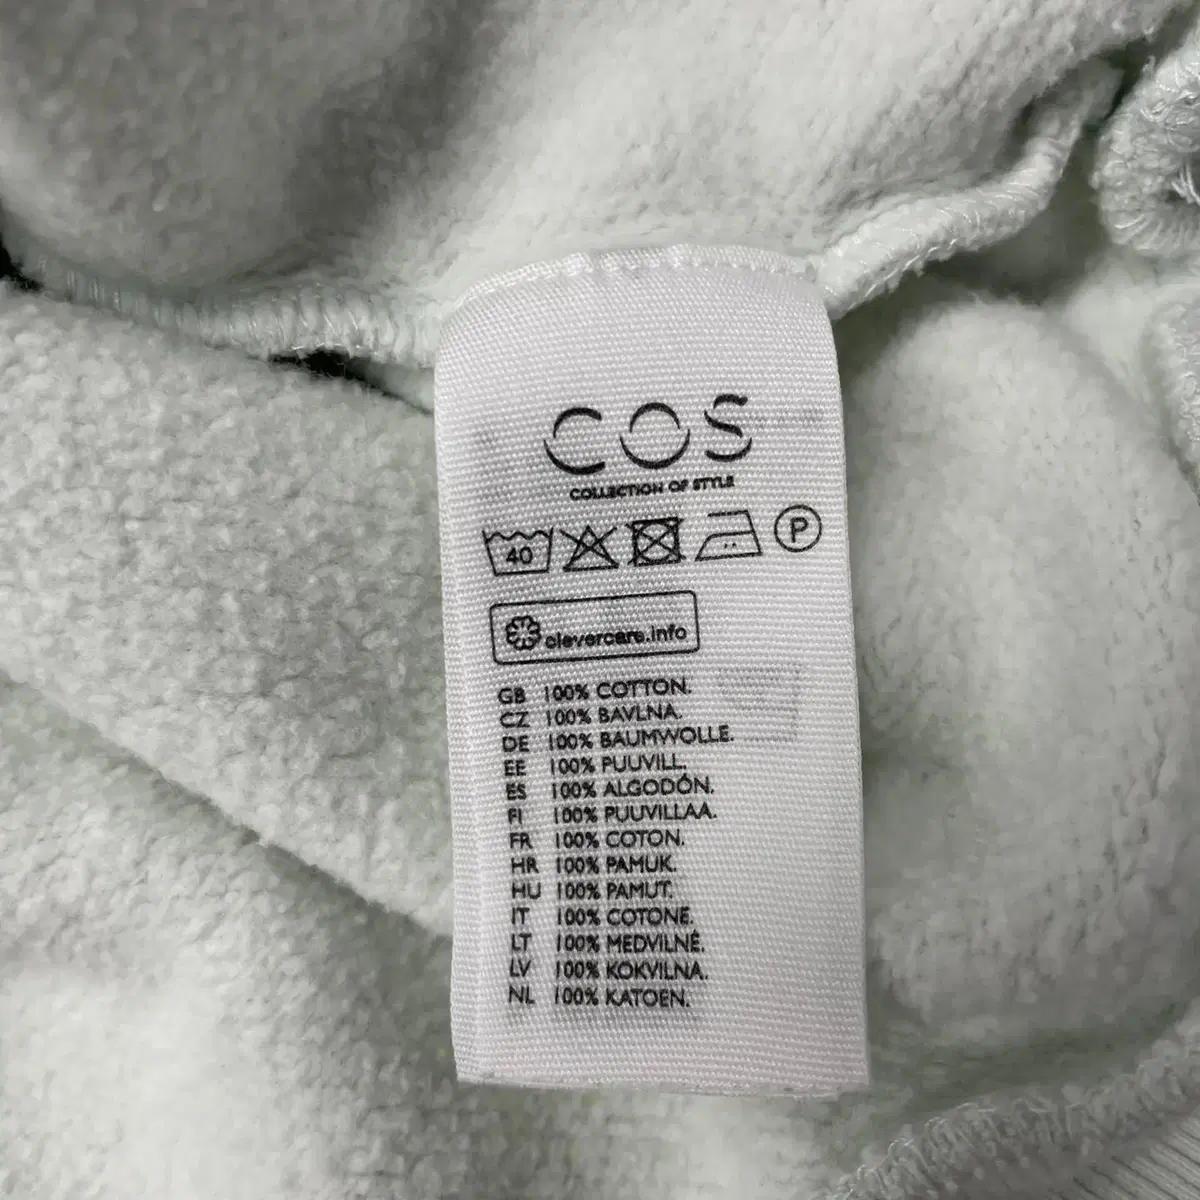 COS
COLLECTION OF STYLE
40 P
clevercare.info
GB 100% COTTON.
CZ 100% BAVLNA.
DE 100% BAUMWOLLE.
EE 100% PUUVILL.
ES 100% ALGODÓN.
FI 100% PUUVILLAA.
FR 100% COTON.
HR 100% PAMUK.
HU 100% PAMUT.
IT 100% COTONE.
LT 100% MEDVILNĖ.
LV 100% KOKVILNA.
NL 100% KATOEN.